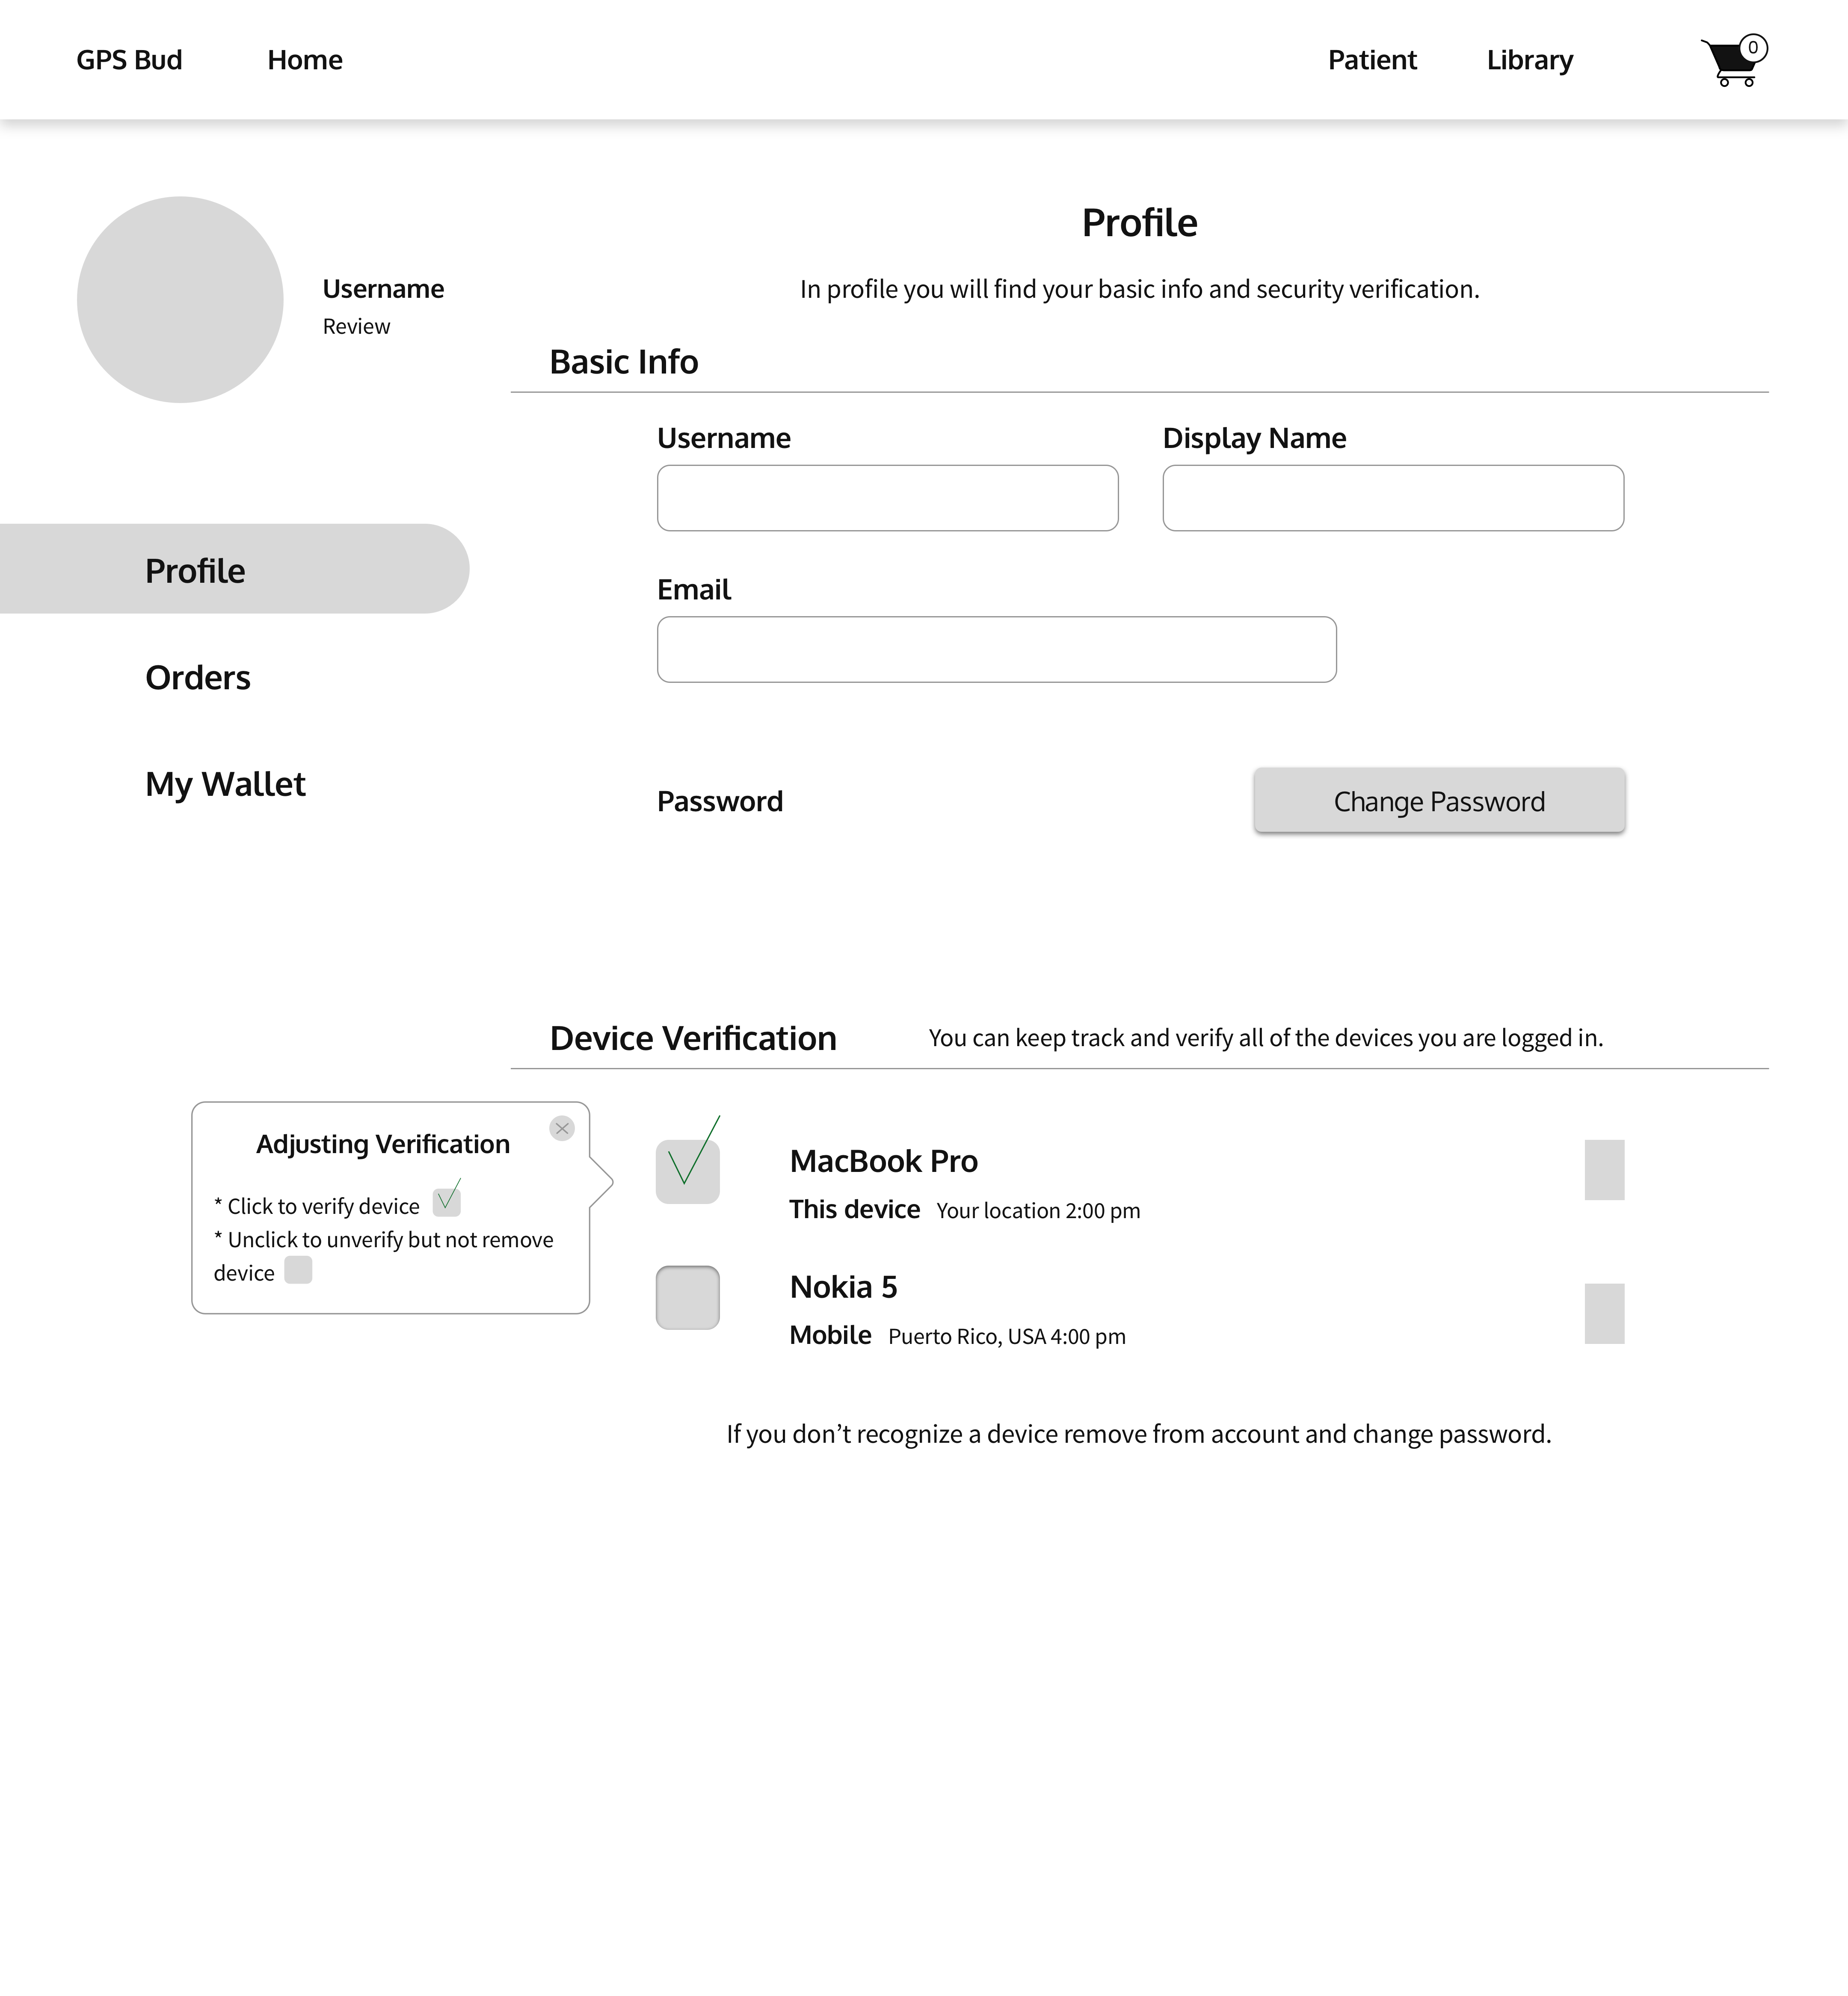 GPS Bud Home Patient Library 0
Profile
In profile you will find your basic info and security verification.
Username
Review
Basic Info
Username Display Name
Email
Profile
Orders
My Wallet
Password Change Password
Device Verification You can keep track and verify all of the devices you are logged in.
Adjusting Verification
* Click to verify device
* Unclick to unverify but not remove
device
MacBook Pro
This device Your location 2:00 pm
Nokia 5
Mobile Puerto Rico, USA 4:00 pm
If you don’t recognize a device remove from account and change password.